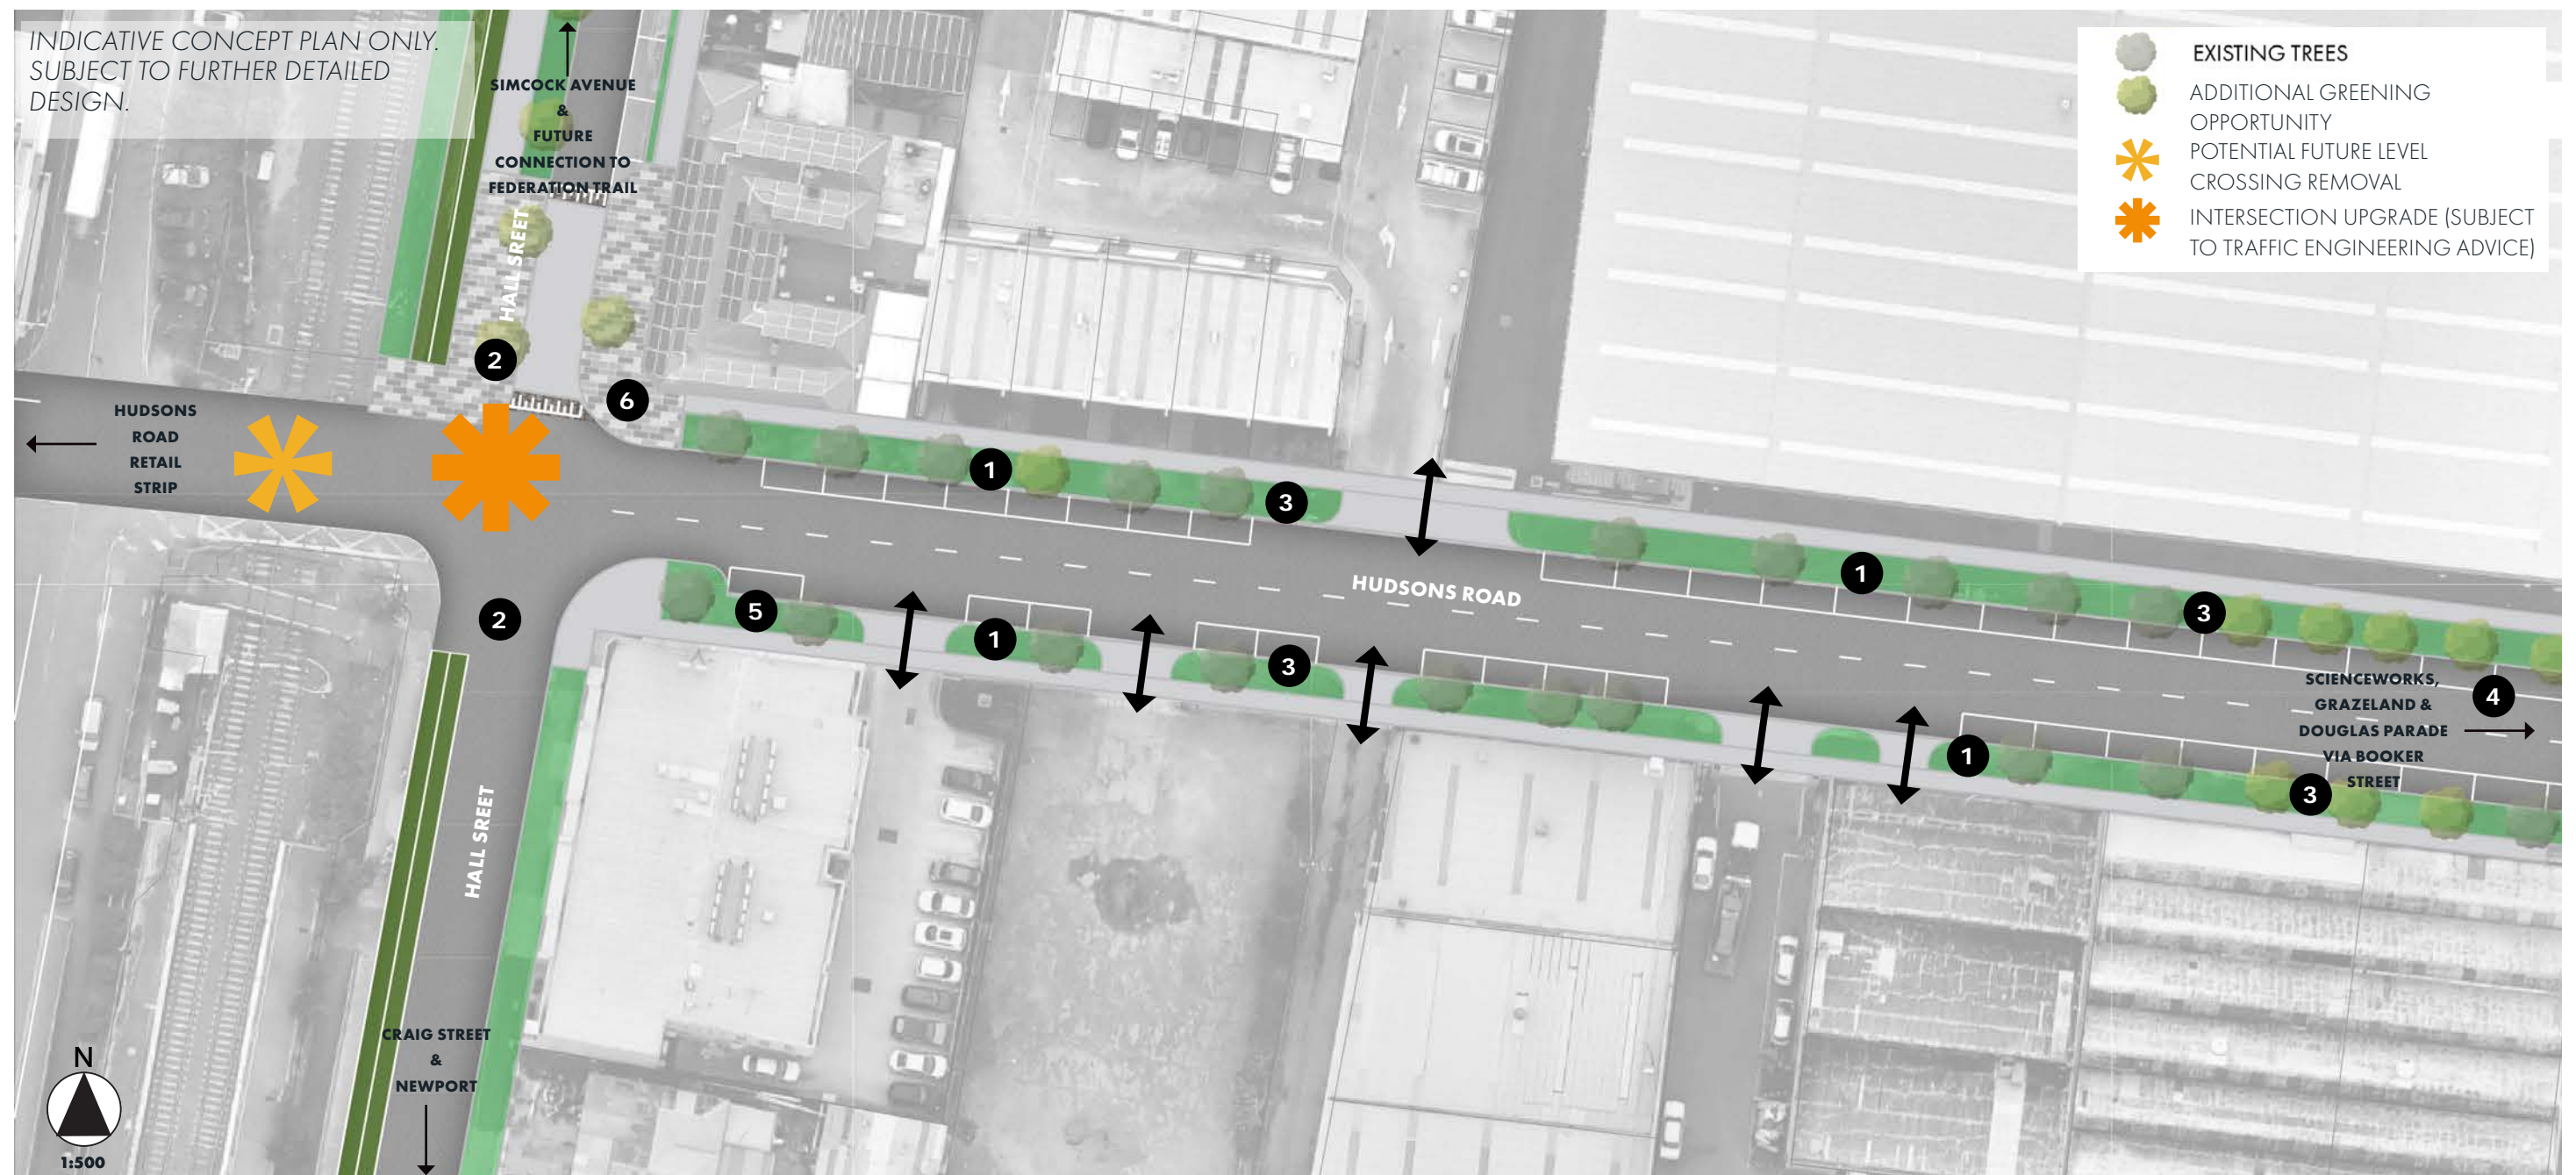 INDICATIVE CONCEPT PLAN ONLY.
SUBJECT TO FURTHER DETAILED
DESIGN.
SIMCOCK AVENUE
&
FUTURE
CONNECTION TO
FEDERATION TRAIL
EXISTING TREES
ADDITIONAL GREENING
OPPORTUNITY
POTENTIAL FUTURE LEVEL
CROSSING REMOVAL
INTERSECTION UPGRADE (SUBJECT
TO TRAFFIC ENGINEERING ADVICE)
HALL SREET
2
6
HUDSONS
ROAD
RETAIL
STRIP
1
3
HUDSONS ROAD
1
3
2
5
1
3
1
3
SCIENCEWORKS,
GRAZELAND &
DOUGLAS PARADE
VIA BOOKER
STREET
4
HALL SREET
CRAIG STREET
&
NEWPORT
N
1:500